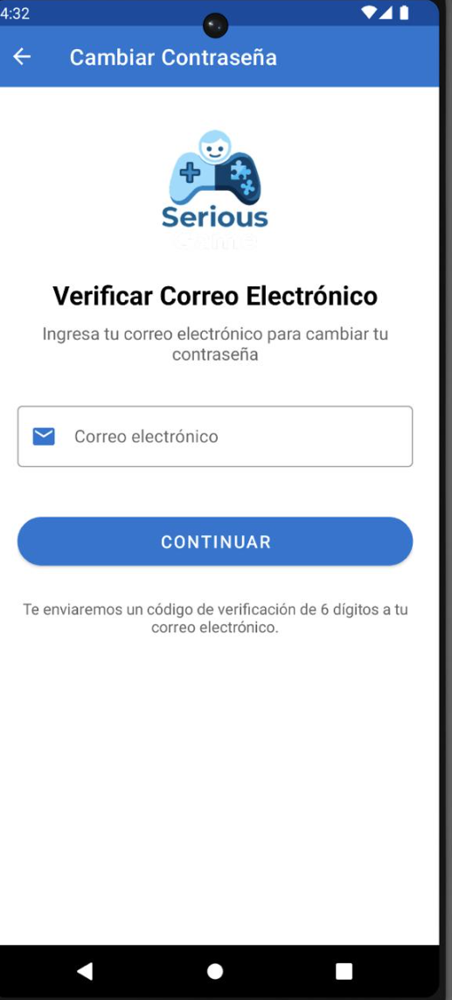 4:32
Cambiar Contraseña
Serious
Verificar Correo Electrónico
Ingresa tu correo electrónico para cambiar tu
contraseña
Correo electrónico
CONTINUAR
Te enviaremos un código de verificación de 6 dígitos a tu
correo electrónico.